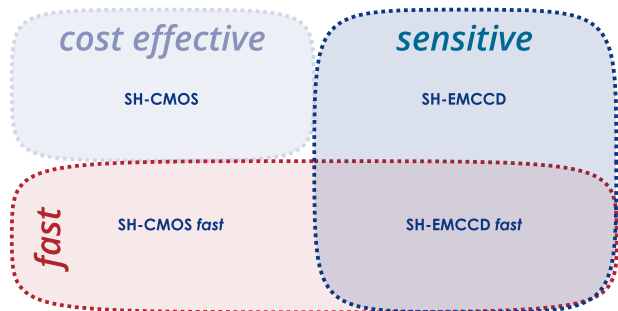 cost effective
sensitive
SH-CMOS
SH-EMCCD
fast
SH-CMOS fast
SH-EMCCD fast